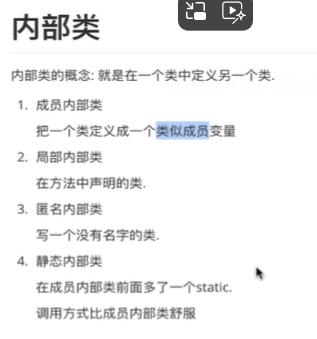 内部类
内部类的概念: 就是在一个类中定义另一个类.
1. 成员内部类
把一个类定义成一个类似成员变量
2. 局部内部类
在方法中声明的类.
3. 匿名内部类
写一个没有名字的类.
4. 静态内部类
在成员内部类前面多了一个static.
调用方式比成员内部类舒服